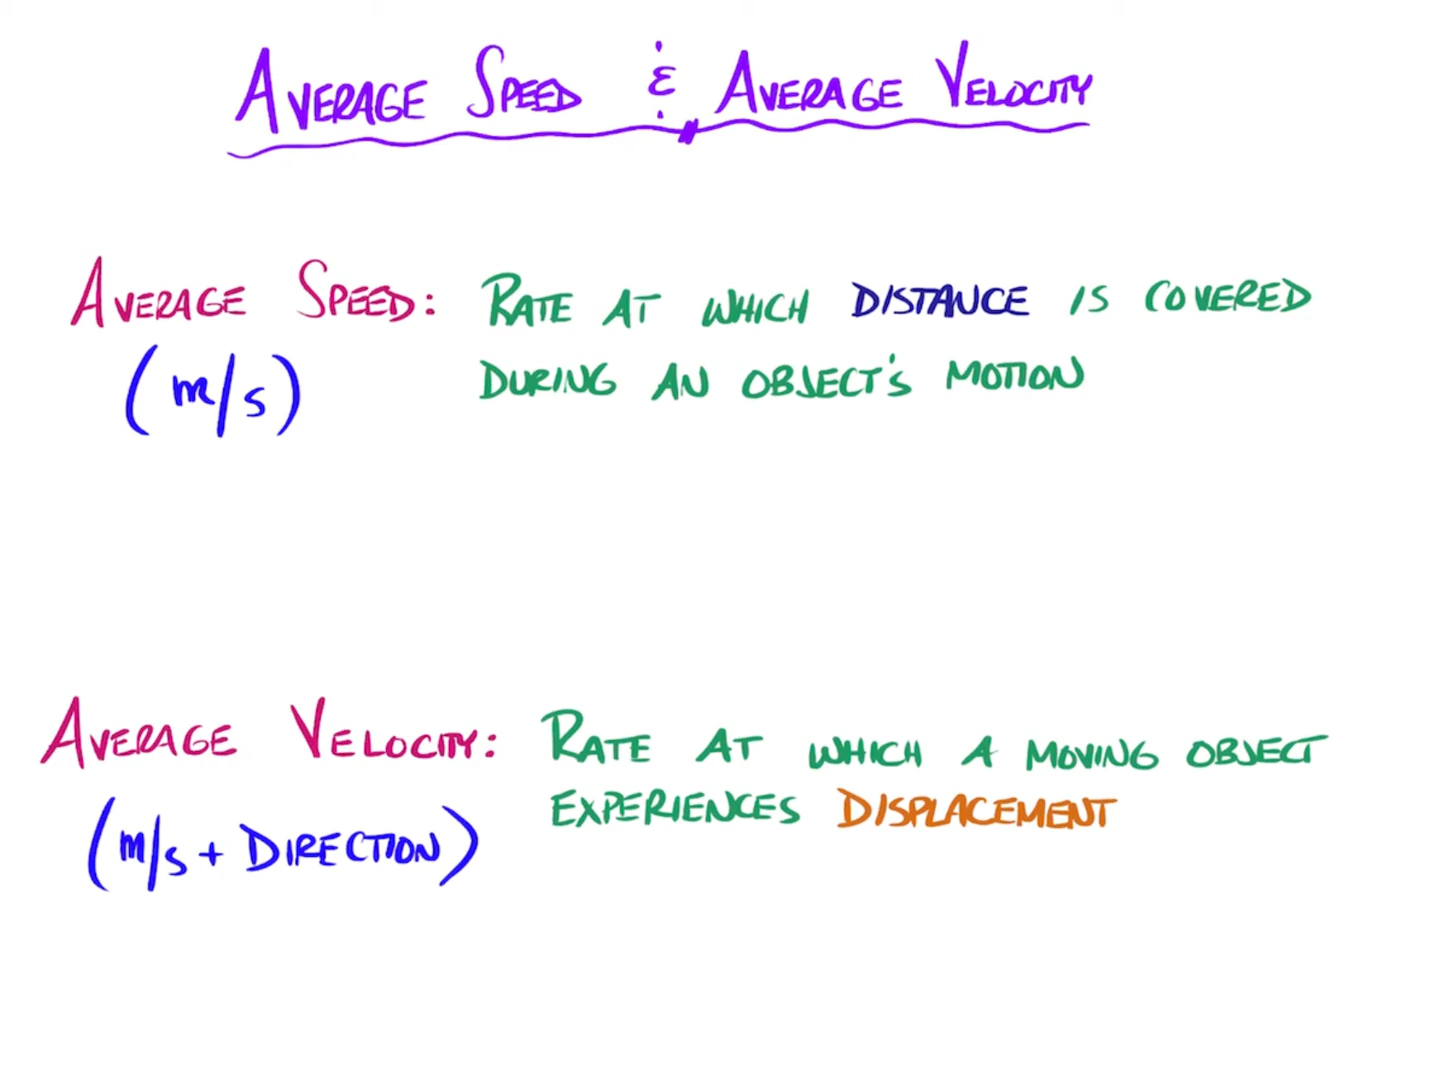 AVERAGE SPEED & AVERAGE VELOCITY
AVERAGE SPEED: RATE AT WHICH DISTANCE IS COVERED
(m/s) DURING AN OBJECT'S MOTION
AVERAGE VELOCITY: RATE AT WHICH A MOVING OBJECT
EXPERIENCES DISPLACEMENT
(m/s + DIRECTION)